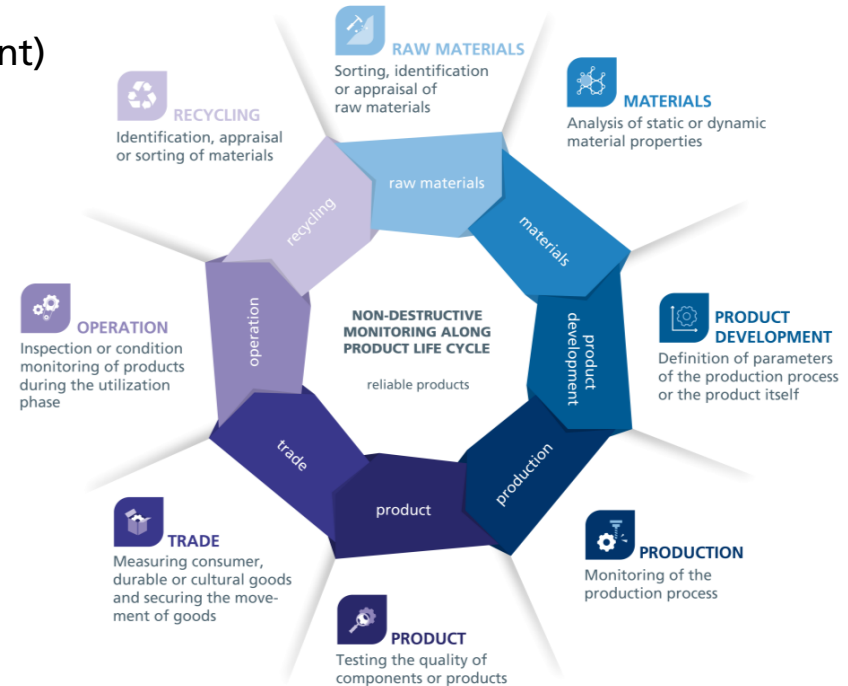 nt)
RAW MATERIALS
Sorting, identification
or appraisal of
raw materials
MATERIALS
Analysis of static or dynamic
material properties
PRODUCT
DEVELOPMENT
Definition of parameters
of the production process
or the product itself
PRODUCTION
Monitoring of the
production process
PRODUCT
Testing the quality of
components or products
TRADE
Measuring consumer,
durable or cultural goods
and securing the move-
ment of goods
OPERATION
Inspection or condition
monitoring of products
during the utilization
phase
RECYCLING
Identification, appraisal
or sorting of materials
raw materials
materials
product
development
production
product
trade
operation
recycling
NON-DESTRUCTIVE
MONITORING ALONG
PRODUCT LIFE CYCLE
reliable products